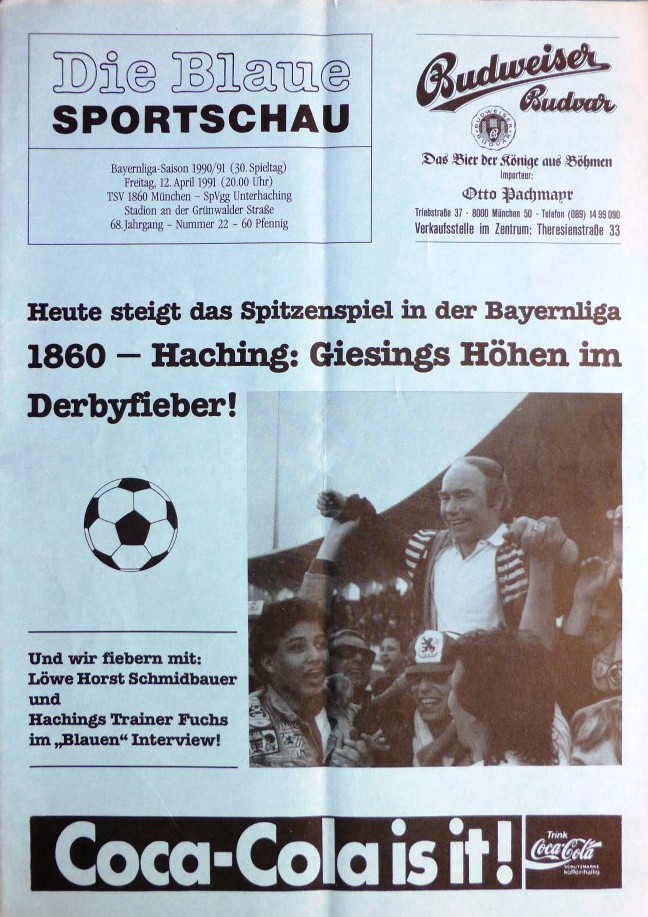 Die Blaue
SPORTSCHAU
Bayernliga-Saison 1990/91 (30. Spieltag)
Freitag, 12. April 1991 (20.00 Uhr)
TSV 1860 München – SpVgg Unterhaching
Stadion an der Grünwalder Straße
68. Jahrgang – Nummer 22 – 60 Pfennig
Budweiser
Budvar
BUDWEISER
BUDVAR
Das Bier der Könige aus Böhmen
Importeur:
Otto Pachmayr
Triebstraße 37 - 8000 München 50 - Telefon (089) 14 99 090
Verkaufsstelle im Zentrum: Theresienstraße 33
Heute steigt das Spitzenspiel in der Bayernliga
1860 – Haching: Giesings Höhen im
Derbyfieber!
Und wir fiebern mit:
Löwe Horst Schmidbauer
und
Hachings Trainer Fuchs
im „Blauen“ Interview!
Coca-Cola is it!
Trink
Coca-Cola
SCHUTZMARKE
koffeinhaltig